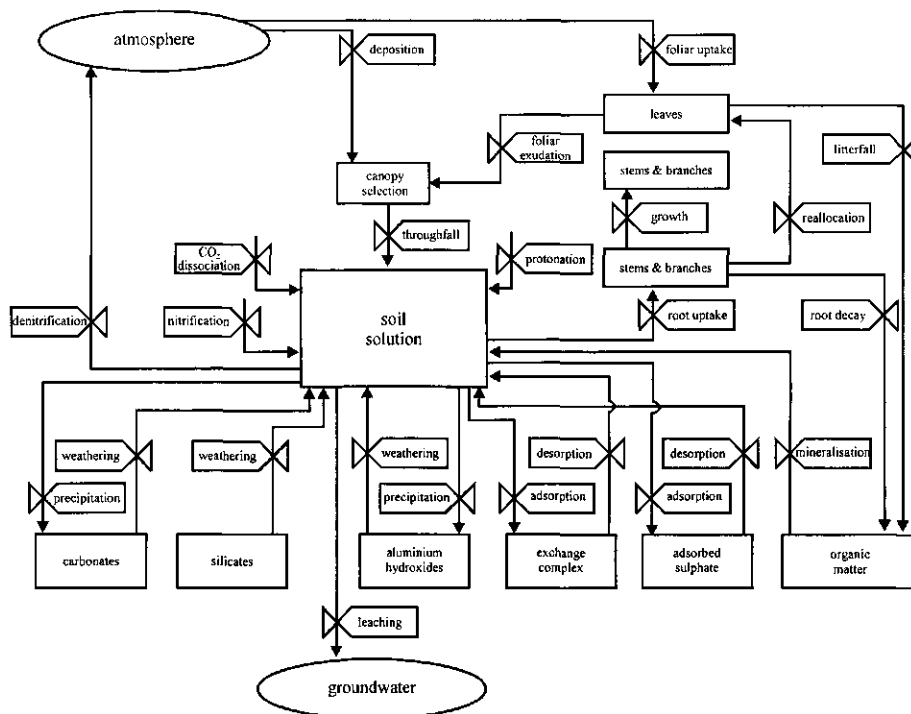 atmosphere
deposition
foliar uptake
leaves
foliar
exudation
litterfall
canopy
selection
stems & branches
growth
reallocation
throughfall
CO₂
dissociation
protonation
stems & branches
denitrification
nitrification
soil
solution
root uptake
root decay
weathering
weathering
weathering
desorption
desorption
mineralisation
precipitation
precipitation
adsorption
adsorption
carbonates
silicates
aluminium
hydroxides
exchange
complex
adsorbed
sulphate
organic
matter
leaching
groundwater